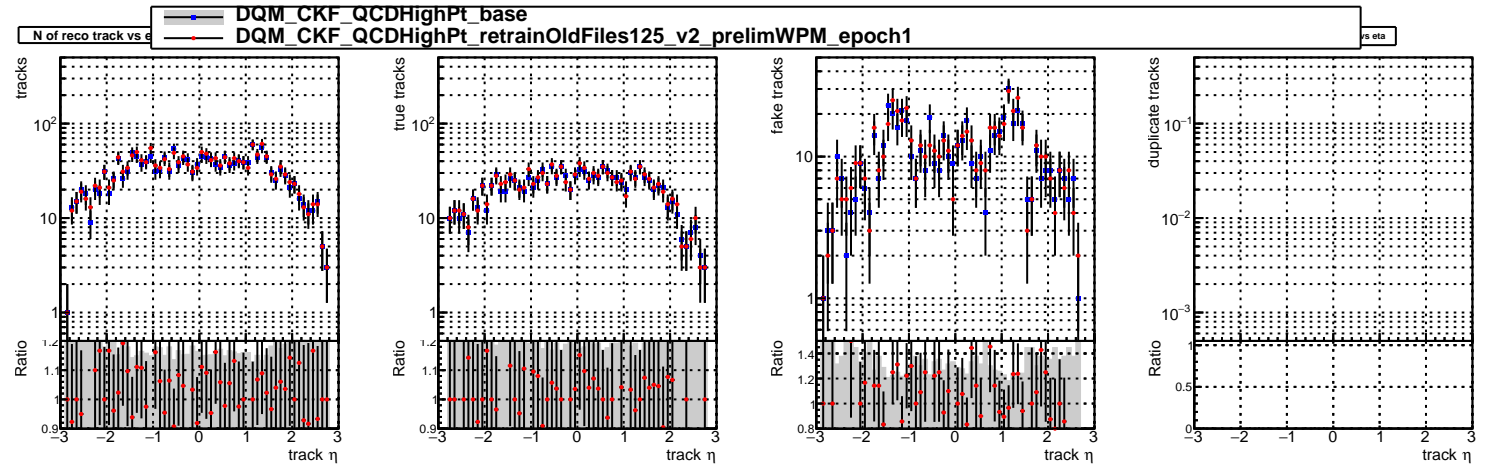 DQM_CKF_QCDHighPt_base
DQM_CKF_QCDHighPt_retrainOldFiles125_v2_prelimWPM_epoch1
N of reco track vs e
vs eta
tracks
10²
10
1
Ratio
1.2
1.1
1
0.9
−3 −2 −1 0 1 2 3
track η
true tracks
10²
10
1
Ratio
1.2
1.1
1
0.9
−3 −2 −1 0 1 2 3
track η
fake tracks
10
1
Ratio
1.4
1.2
1
0.8
−3 −2 −1 0 1 2 3
track η
duplicate tracks
10⁻¹
10⁻²
10⁻³
Ratio
1
0.5
0
−3 −2 −1 0 1 2 3
track η